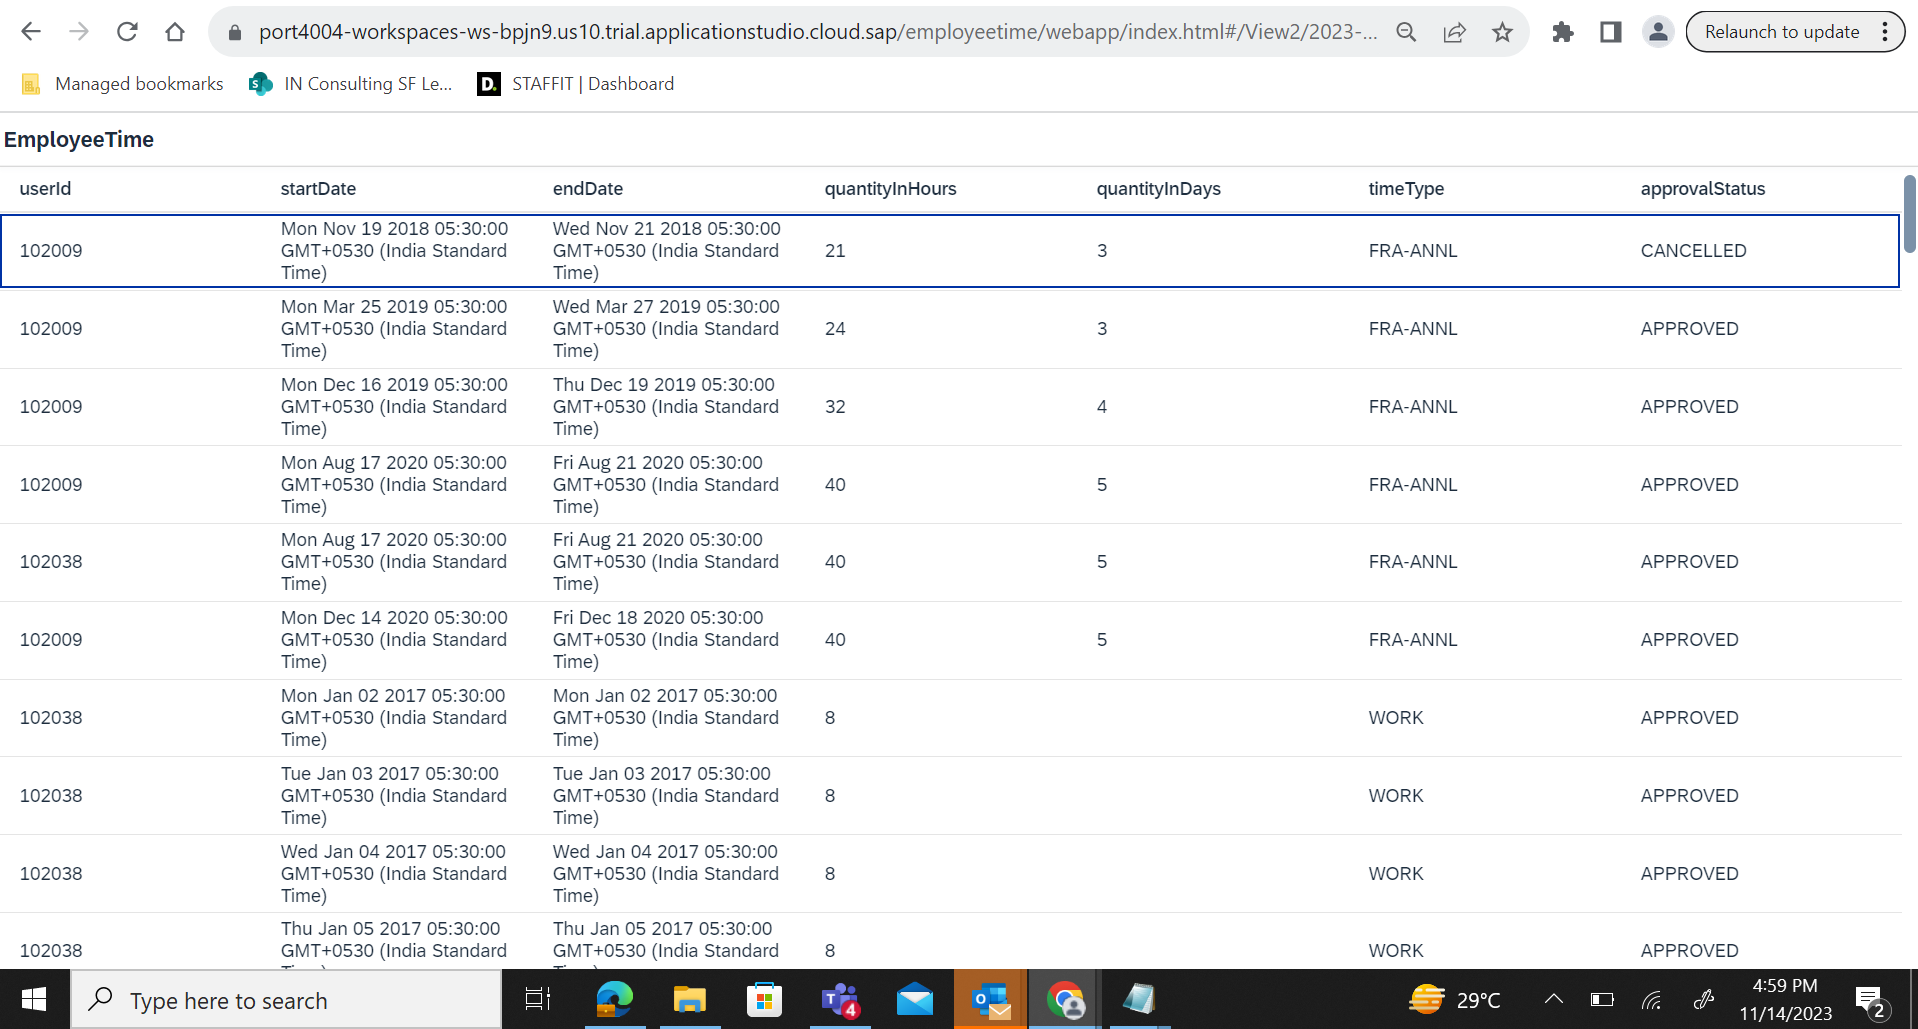 port4004-workspaces-ws-bpjn9.us10.trial.applicationstudio.cloud.sap/employeetime/webapp/index.html#/View2/2023-...
Relaunch to update
Managed bookmarks
IN Consulting SF Le...
D.
STAFFIT | Dashboard
EmployeeTime
userId startDate endDate quantityInHours quantityInDays timeType approvalStatus
Mon Nov 19 2018 05:30:00 Wed Nov 21 2018 05:30:00
102009 GMT+0530 (India Standard GMT+0530 (India Standard 21 3 FRA-ANNL CANCELLED
Time) Time)
Mon Mar 25 2019 05:30:00 Wed Mar 27 2019 05:30:00
102009 GMT+0530 (India Standard GMT+0530 (India Standard 24 3 FRA-ANNL APPROVED
Time) Time)
Mon Dec 16 2019 05:30:00 Thu Dec 19 2019 05:30:00
102009 GMT+0530 (India Standard GMT+0530 (India Standard 32 4 FRA-ANNL APPROVED
Time) Time)
Mon Aug 17 2020 05:30:00 Fri Aug 21 2020 05:30:00
102009 GMT+0530 (India Standard GMT+0530 (India Standard 40 5 FRA-ANNL APPROVED
Time) Time)
Mon Aug 17 2020 05:30:00 Fri Aug 21 2020 05:30:00
102038 GMT+0530 (India Standard GMT+0530 (India Standard 40 5 FRA-ANNL APPROVED
Time) Time)
Mon Dec 14 2020 05:30:00 Fri Dec 18 2020 05:30:00
102009 GMT+0530 (India Standard GMT+0530 (India Standard 40 5 FRA-ANNL APPROVED
Time) Time)
Mon Jan 02 2017 05:30:00 Mon Jan 02 2017 05:30:00
102038 GMT+0530 (India Standard GMT+0530 (India Standard 8 WORK APPROVED
Time) Time)
Tue Jan 03 2017 05:30:00 Tue Jan 03 2017 05:30:00
102038 GMT+0530 (India Standard GMT+0530 (India Standard 8 WORK APPROVED
Time) Time)
Wed Jan 04 2017 05:30:00 Wed Jan 04 2017 05:30:00
102038 GMT+0530 (India Standard GMT+0530 (India Standard 8 WORK APPROVED
Time) Time)
Thu Jan 05 2017 05:30:00 Thu Jan 05 2017 05:30:00
102038 GMT+0530 (India Standard GMT+0530 (India Standard 8 WORK APPROVED
Type here to search
4
29°C
4:59 PM
11/14/2023
2